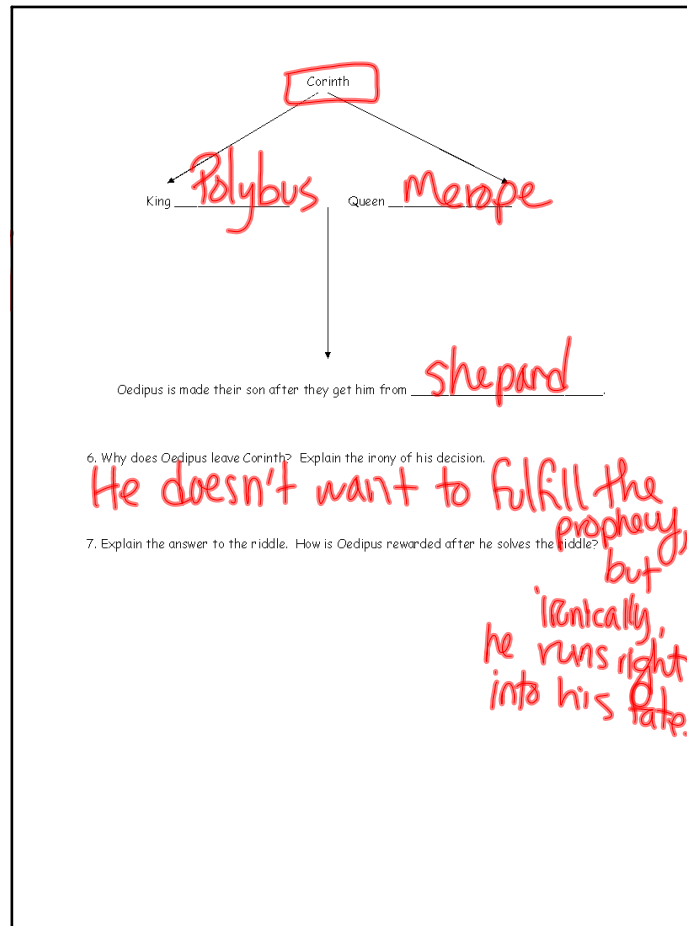 Corinth
King Polybus Queen Merope
Oedipus is made their son after they get him from shepard.
6. Why does Oedipus leave Corinth? Explain the irony of his decision.
He doesn't want to fulfill the
prophecy,
7. Explain the answer to the riddle. How is Oedipus rewarded after he solves the riddle?
but
ironically,
he runs right
into his fate.